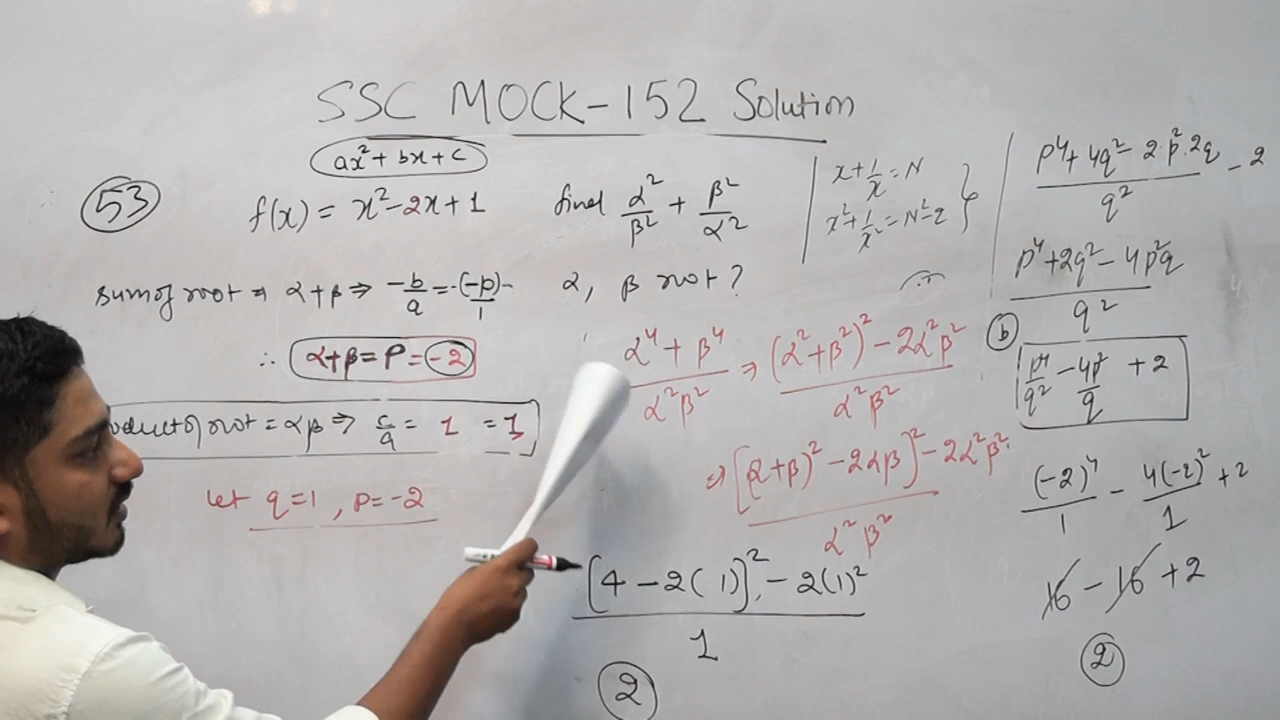 SSC MOCK-152 Solution
ax² + bx + c
53
f(x) = x² - 2x + 1 find α²/β² + β²/α²
sum of root ⇒ α+β ⇒ -b/a = -(-p)/1 α, β root?
∴ α+β = P = -2
oduct of root = αβ ⇒ c/a = 1 = 1
let q=1, p=-2
x + 1/x = N
x² + 1/x² = N² - 2
(α⁴ + β⁴)/(α²β²) ⇒ ((α²+β²)² - 2α²β²)/(α²β²)
⇒ ([(α+β)² - 2αβ]² - 2α²β²)/(α²β²)
([4 - 2(1)]² - 2(1)²)/1
2
(p⁴ + 4q² - 2p².2q)/q² - 2
(p⁴ + 2q² - 4p²q)/q²
b
p⁴/q² - 4p²/q + 2
(-2)⁴/1 - 4(-2)²/1 + 2
16 - 16 + 2
2